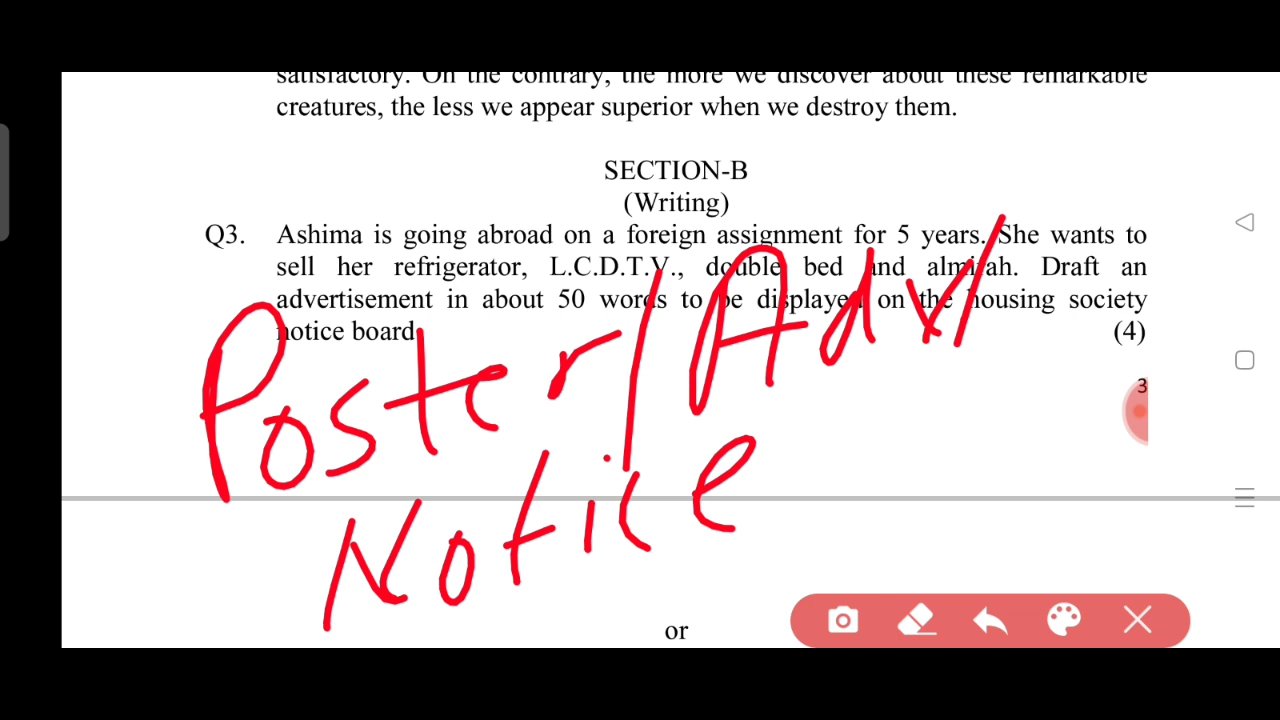 satisfactory. On the contrary, the more we discover about these remarkable
creatures, the less we appear superior when we destroy them.
SECTION-B
(Writing)
Q3. Ashima is going abroad on a foreign assignment for 5 years. She wants to
sell her refrigerator, L.C.D.T.V., double bed and almirah. Draft an
advertisement in about 50 words to be displayed on the housing society
notice board. (4)
Poster/Adv/
3
Notice
or